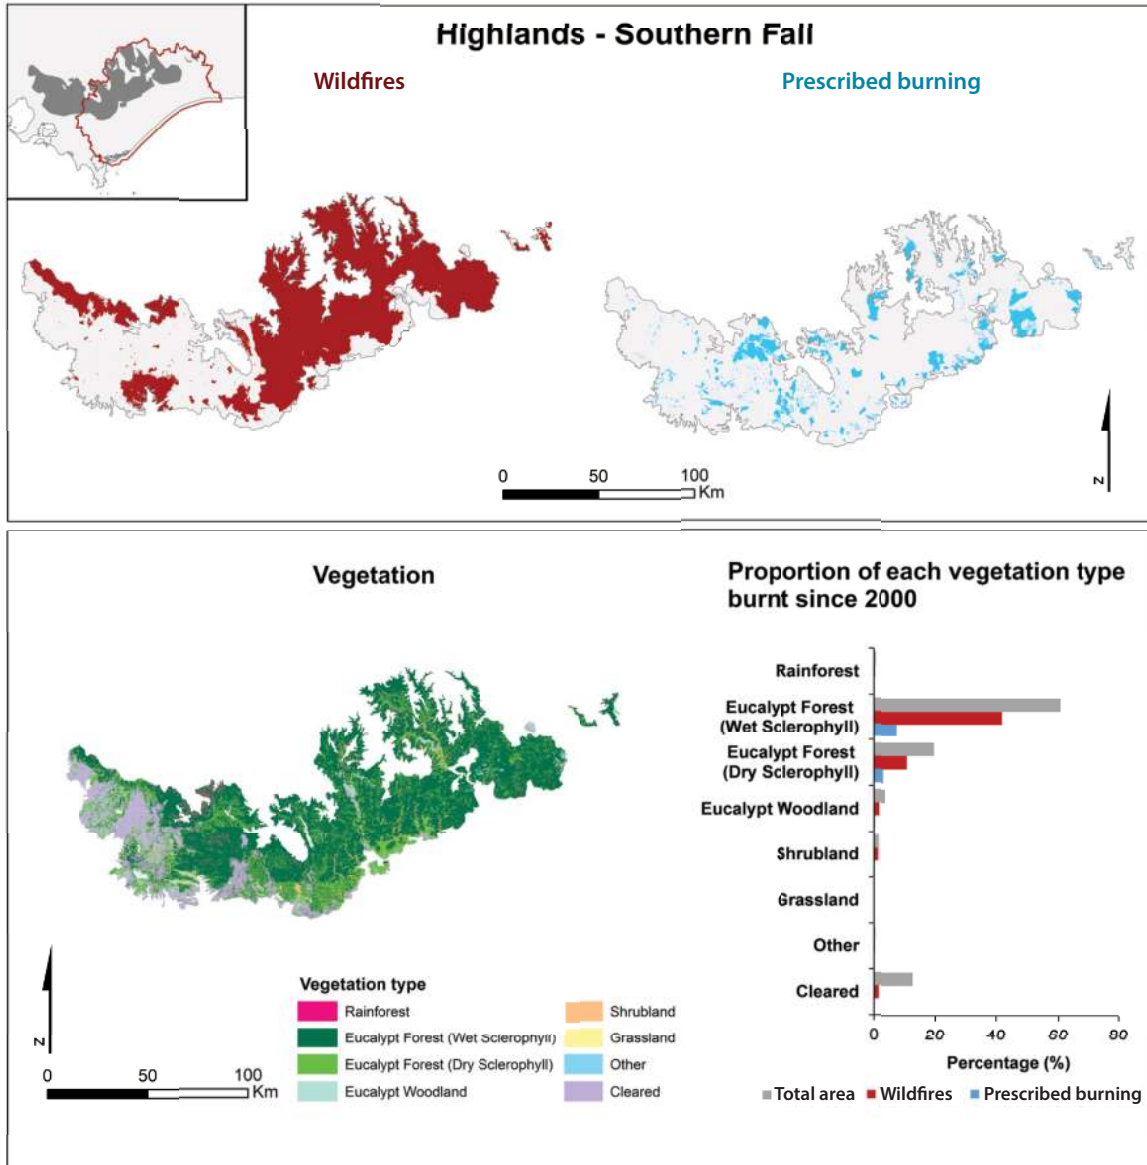 Highlands - Southern Fall
Wildfires
Prescribed burning
0 50 100
Km
N
Vegetation
Proportion of each vegetation type
burnt since 2000
Rainforest
Eucalypt Forest
(Wet Sclerophyll)
Eucalypt Forest
(Dry Sclerophyll)
Eucalypt Woodland
Shrubland
Grassland
Other
Cleared
0 20 40 60 80
Percentage (%)
Total area Wildfires Prescribed burning
Vegetation type
Rainforest
Eucalypt Forest (Wet Sclerophyll)
Eucalypt Forest (Dry Sclerophyll)
Eucalypt Woodland
Shrubland
Grassland
Other
Cleared
N
0 50 100
Km